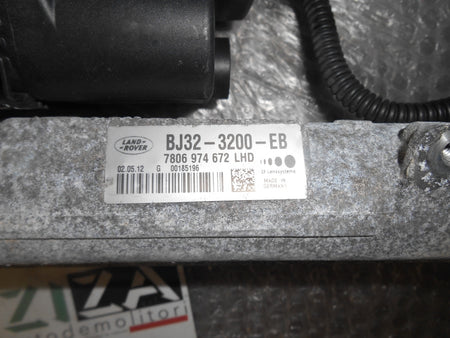 LAND
ROVER
BJ32-3200-EB
7806 974 672 LHD
02.05.12 G 00185196
ZF Lenksysteme
MADE IN
GERMANY
ZIZA
autodemolitori